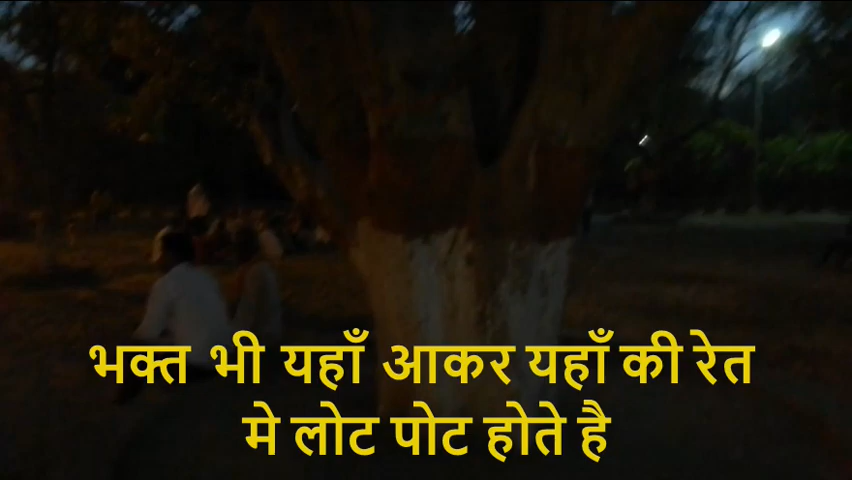 भक्त भी यहाँ आकर यहाँ की रेत
मे लोट पोट होते है